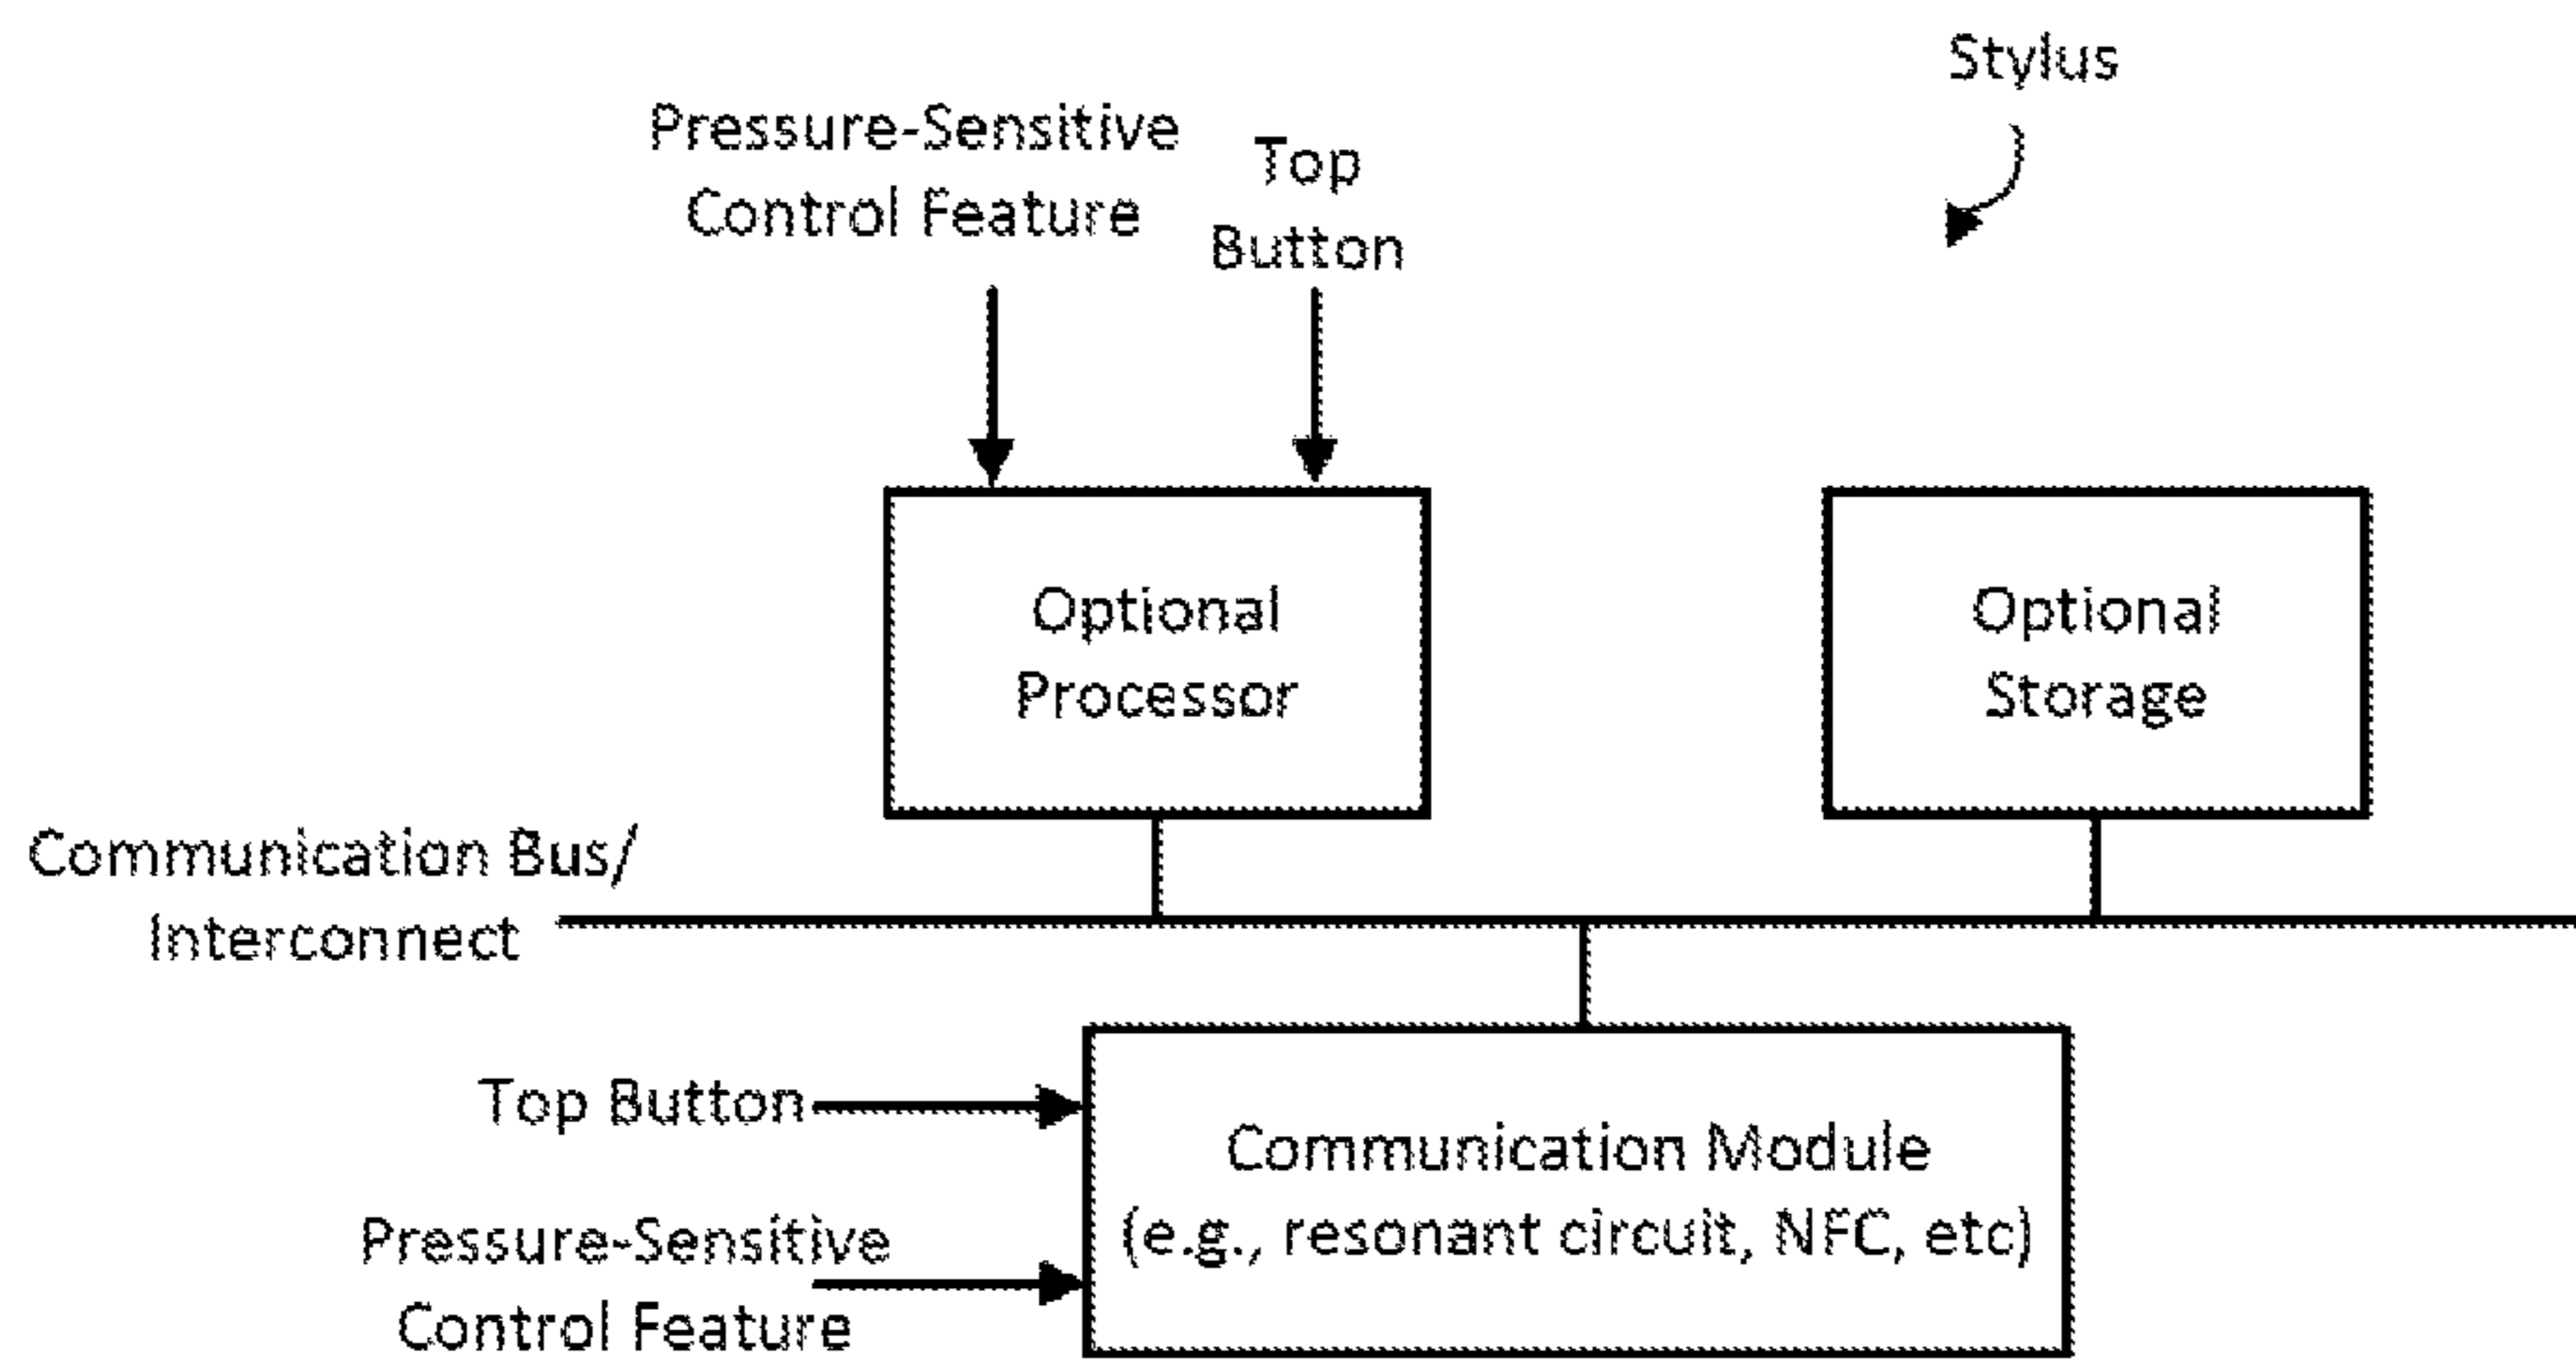 Stylus
Pressure-Sensitive
Control Feature
Top
Button
Optional
Processor
Optional
Storage
Communication Bus/
Interconnect
Top Button
Communication Module
(e.g., resonant circuit, NFC, etc)
Pressure-Sensitive
Control Feature